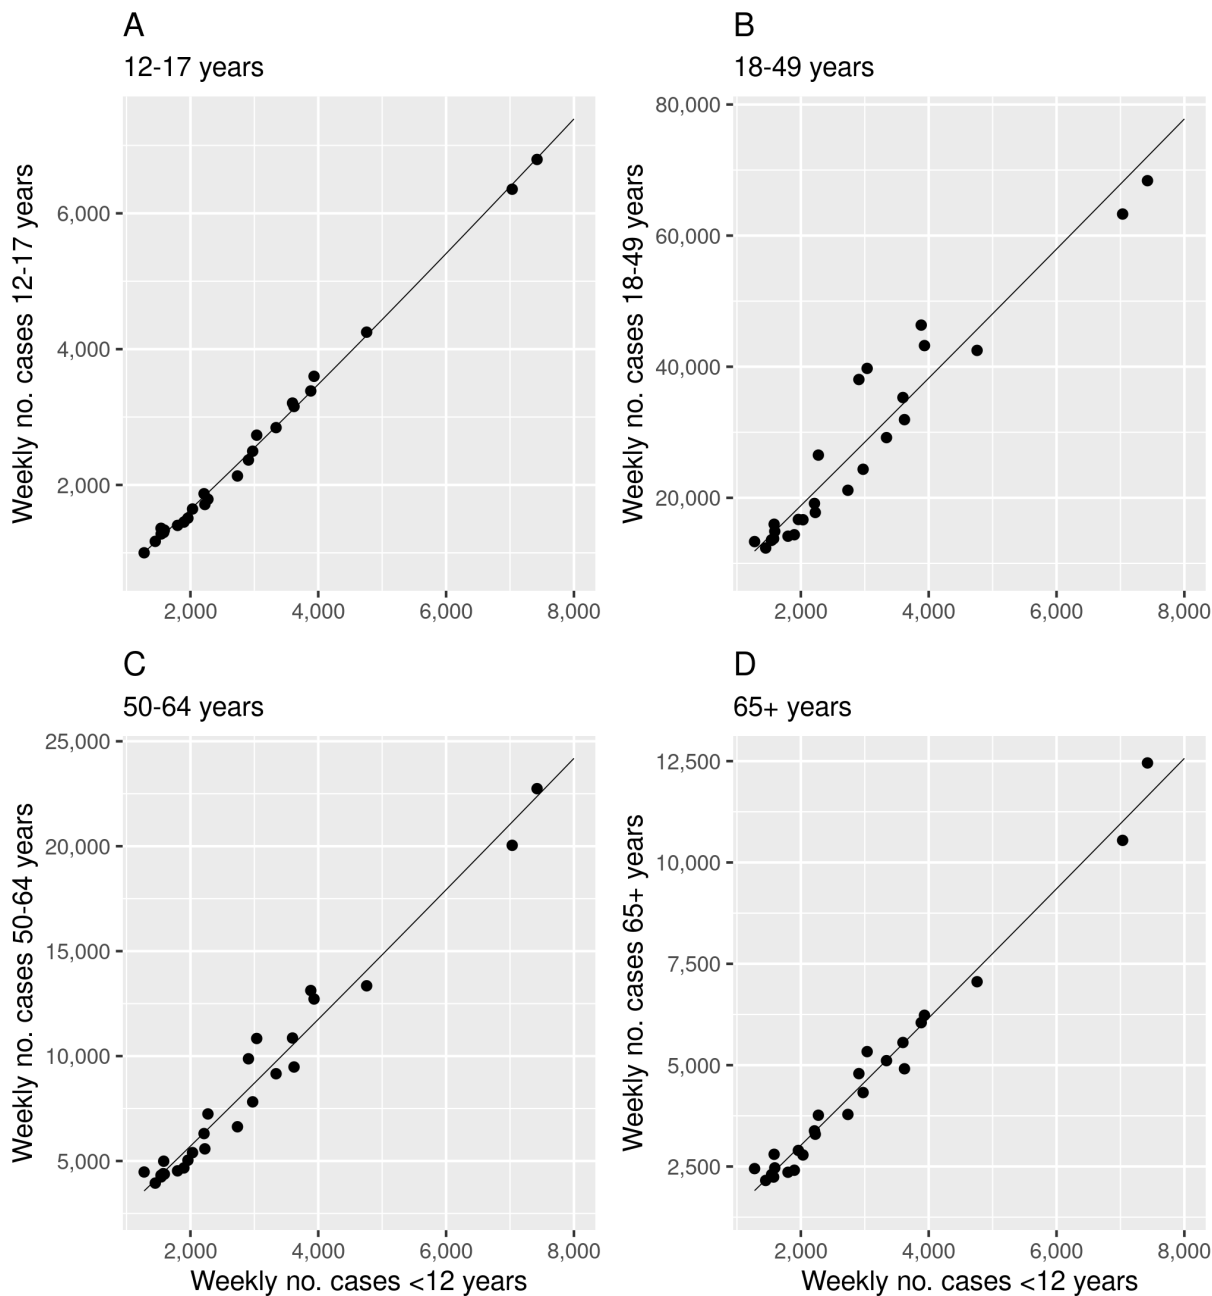 A
12-17 years
Weekly no. cases 12-17 years
6,000
4,000
2,000
2,000 4,000 6,000 8,000
B
18-49 years
Weekly no. cases 18-49 years
80,000
60,000
40,000
20,000
2,000 4,000 6,000 8,000
C
50-64 years
Weekly no. cases 50-64 years
25,000
20,000
15,000
10,000
5,000
2,000 4,000 6,000 8,000
Weekly no. cases <12 years
D
65+ years
Weekly no. cases 65+ years
12,500
10,000
7,500
5,000
2,500
2,000 4,000 6,000 8,000
Weekly no. cases <12 years